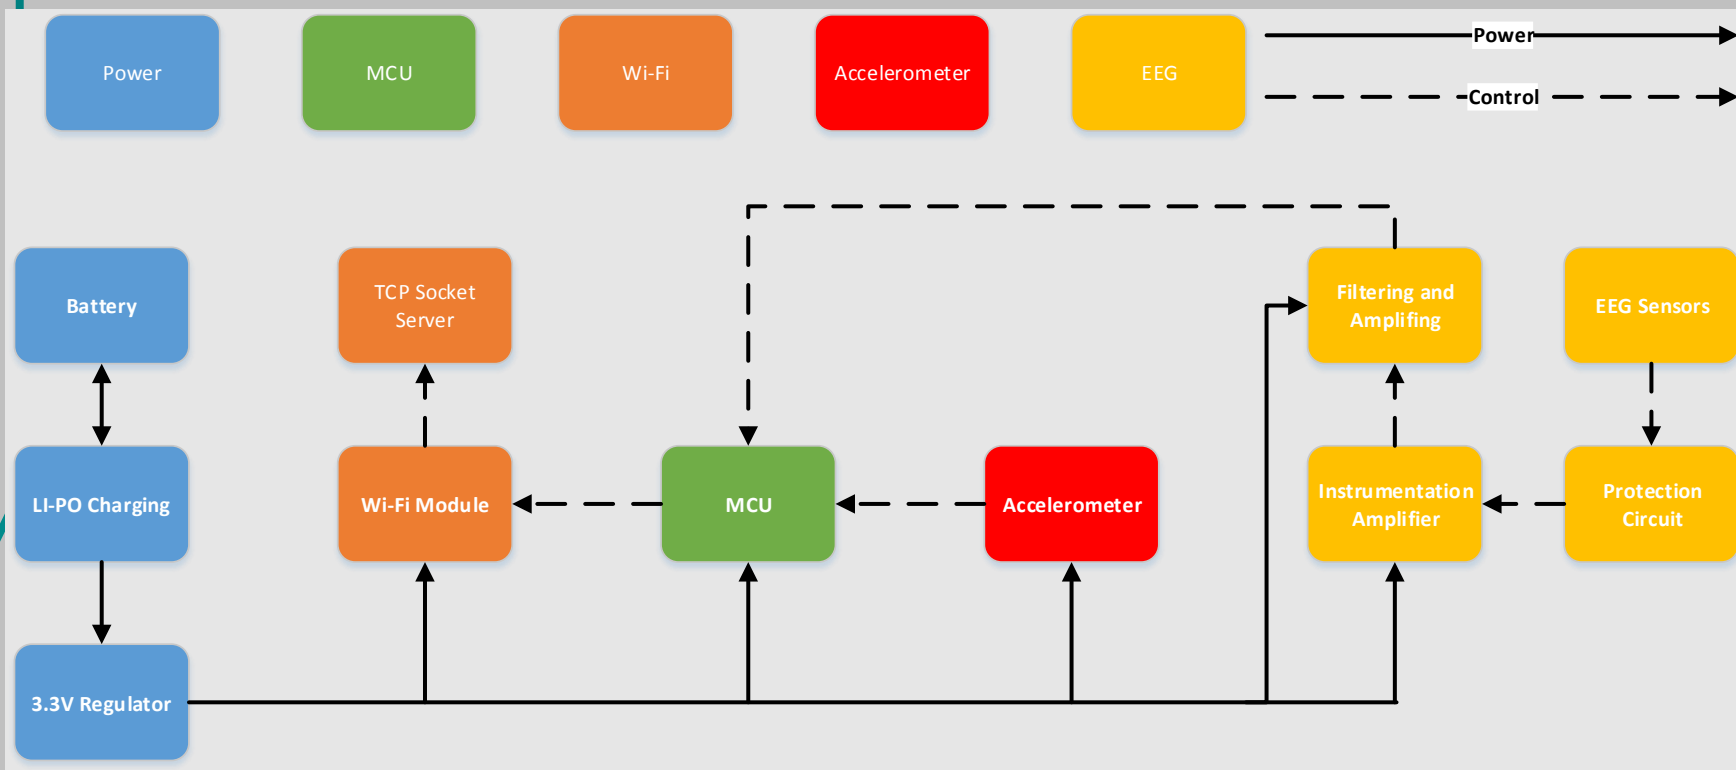 Power
MCU
Wi-Fi
Accelerometer
EEG
Power
Control
Battery
TCP Socket
Server
Filtering and
Amplifing
EEG Sensors
LI-PO Charging
Wi-Fi Module
MCU
Accelerometer
Instrumentation
Amplifier
Protection
Circuit
3.3V Regulator